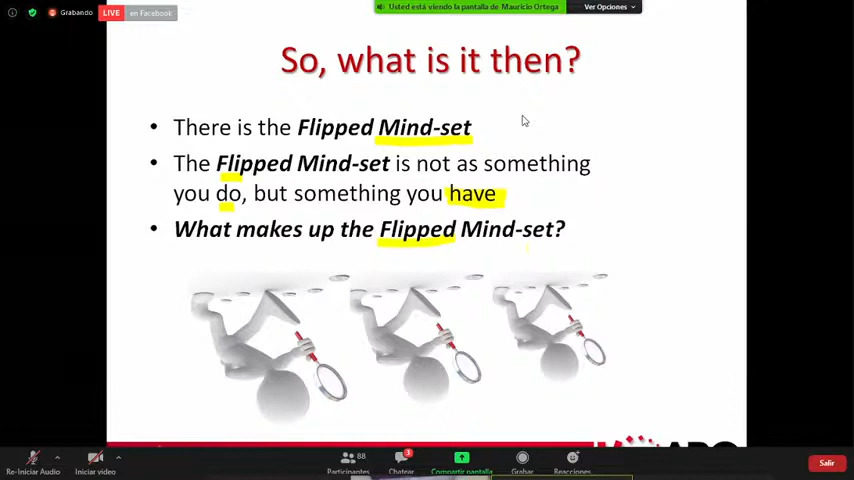 Grabando
LIVE en Facebook
Usted está viendo la pantalla de Mauricio Ortega
Ver Opciones
So, what is it then?
• There is the Flipped Mind-set
• The Flipped Mind-set is not as something
you do, but something you have
• What makes up the Flipped Mind-set?
Re-Iniciar Audio
Iniciar video
88
Participantes
3
Chatear
Compartir pantalla
Grabar
Reacciones
Salir